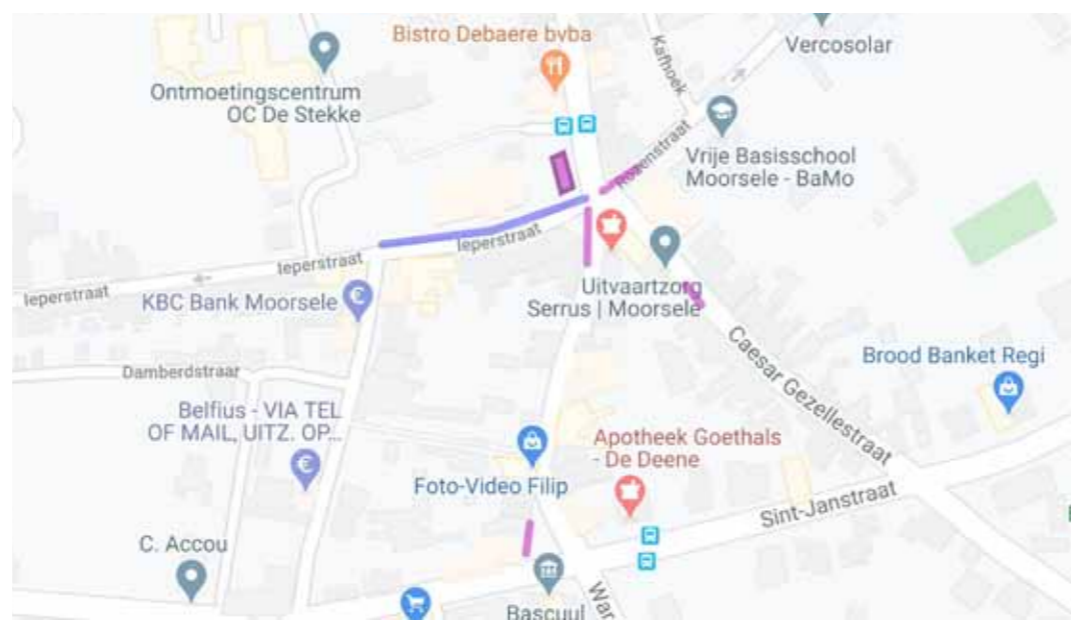 Bistro Debaere bvba
Kafhoek
Vercosolar
Ontmoetingscentrum
OC De Stekke
Rozenstraat
Vrije Basisschool
Moorsele - BaMo
Ieperstraat
Ieperstraat
Ieperstraat
KBC Bank Moorsele
Uitvaartzorg
Serrus | Moorsele
Damberdstraar
Caesar Gezellestraat
Brood Banket Regi
Belfius - VIA TEL
OF MAIL, UITZ. OP...
Apotheek Goethals
- De Deene
Foto-Video Filip
Sint-Janstraat
C. Accou
Bascuul
War